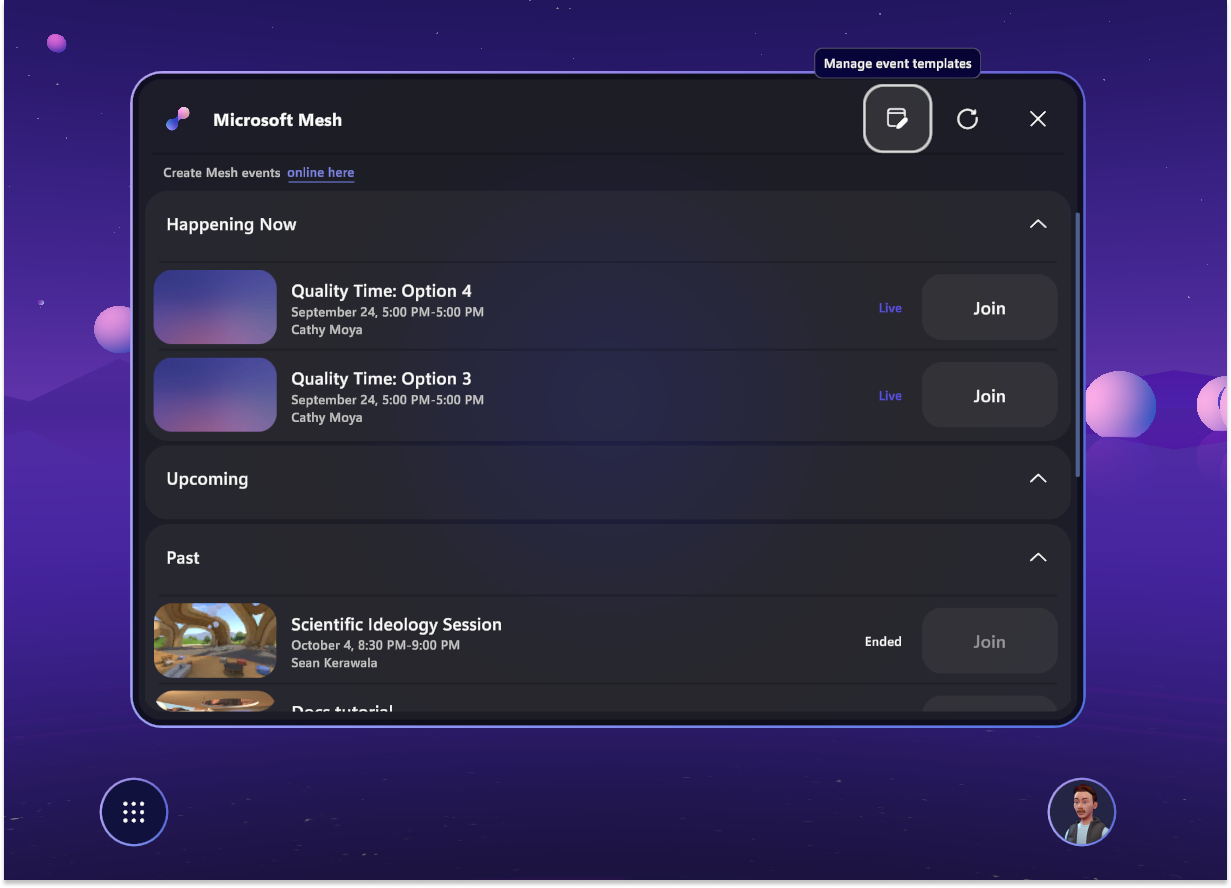 Manage event templates
Microsoft Mesh
Create Mesh events online here
Happening Now
Quality Time: Option 4
September 24, 5:00 PM-5:00 PM
Cathy Moya
Live
Join
Quality Time: Option 3
September 24, 5:00 PM-5:00 PM
Cathy Moya
Live
Join
Upcoming
Past
Scientific Ideology Session
October 4, 8:30 PM-9:00 PM
Sean Kerawala
Ended
Join
Docs tutorial